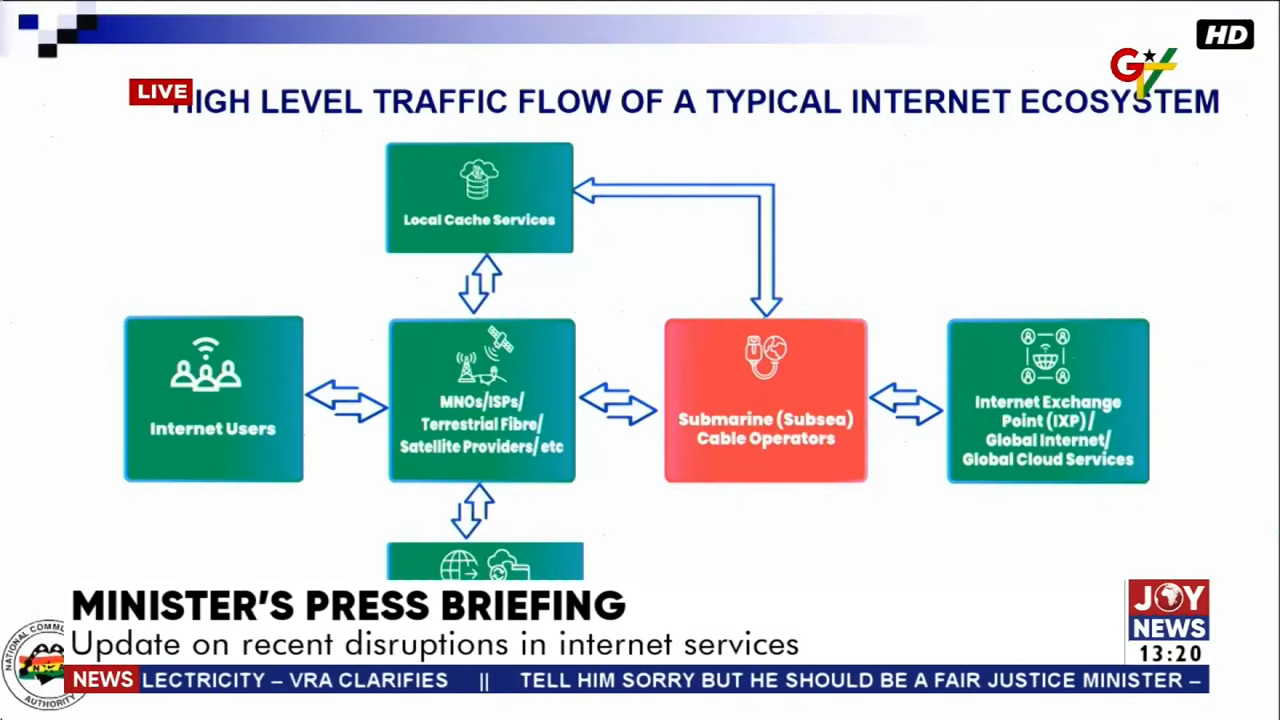 HD
LIVE
HIGH LEVEL TRAFFIC FLOW OF A TYPICAL INTERNET ECOSYSTEM
Local Cache Services
Internet Users
MNOs/ISPs/
Terrestrial Fibre/
Satellite Providers/ etc
Submarine (Subsea)
Cable Operators
Internet Exchange
Point (IXP)/
Global Internet/
Global Cloud Services
MINISTER'S PRESS BRIEFING
Update on recent disruptions in internet services
JOY
NEWS
13:20
NEWS
LECTRICITY – VRA CLARIFIES || TELL HIM SORRY BUT HE SHOULD BE A FAIR JUSTICE MINISTER –
NATIONAL
AUTHORITY